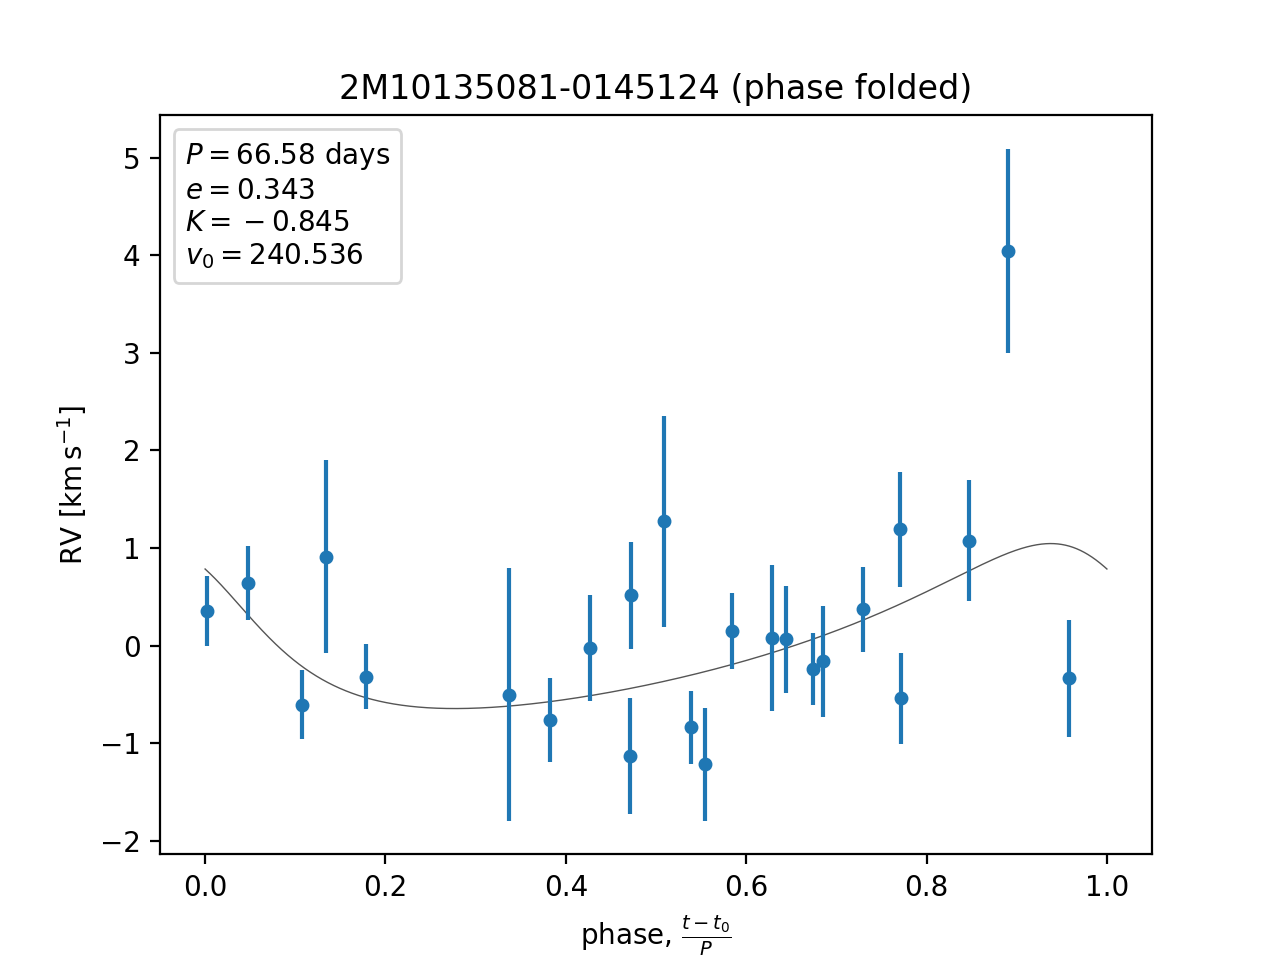 2M10135081-0145124 (phase folded)
P = 66.58 days
e = 0.343
K = −0.845
v₀ = 240.536
RV [km s⁻¹]
5
4
3
2
1
0
−1
−2
0.0 0.2 0.4 0.6 0.8 1.0
phase, (t − t₀)/P